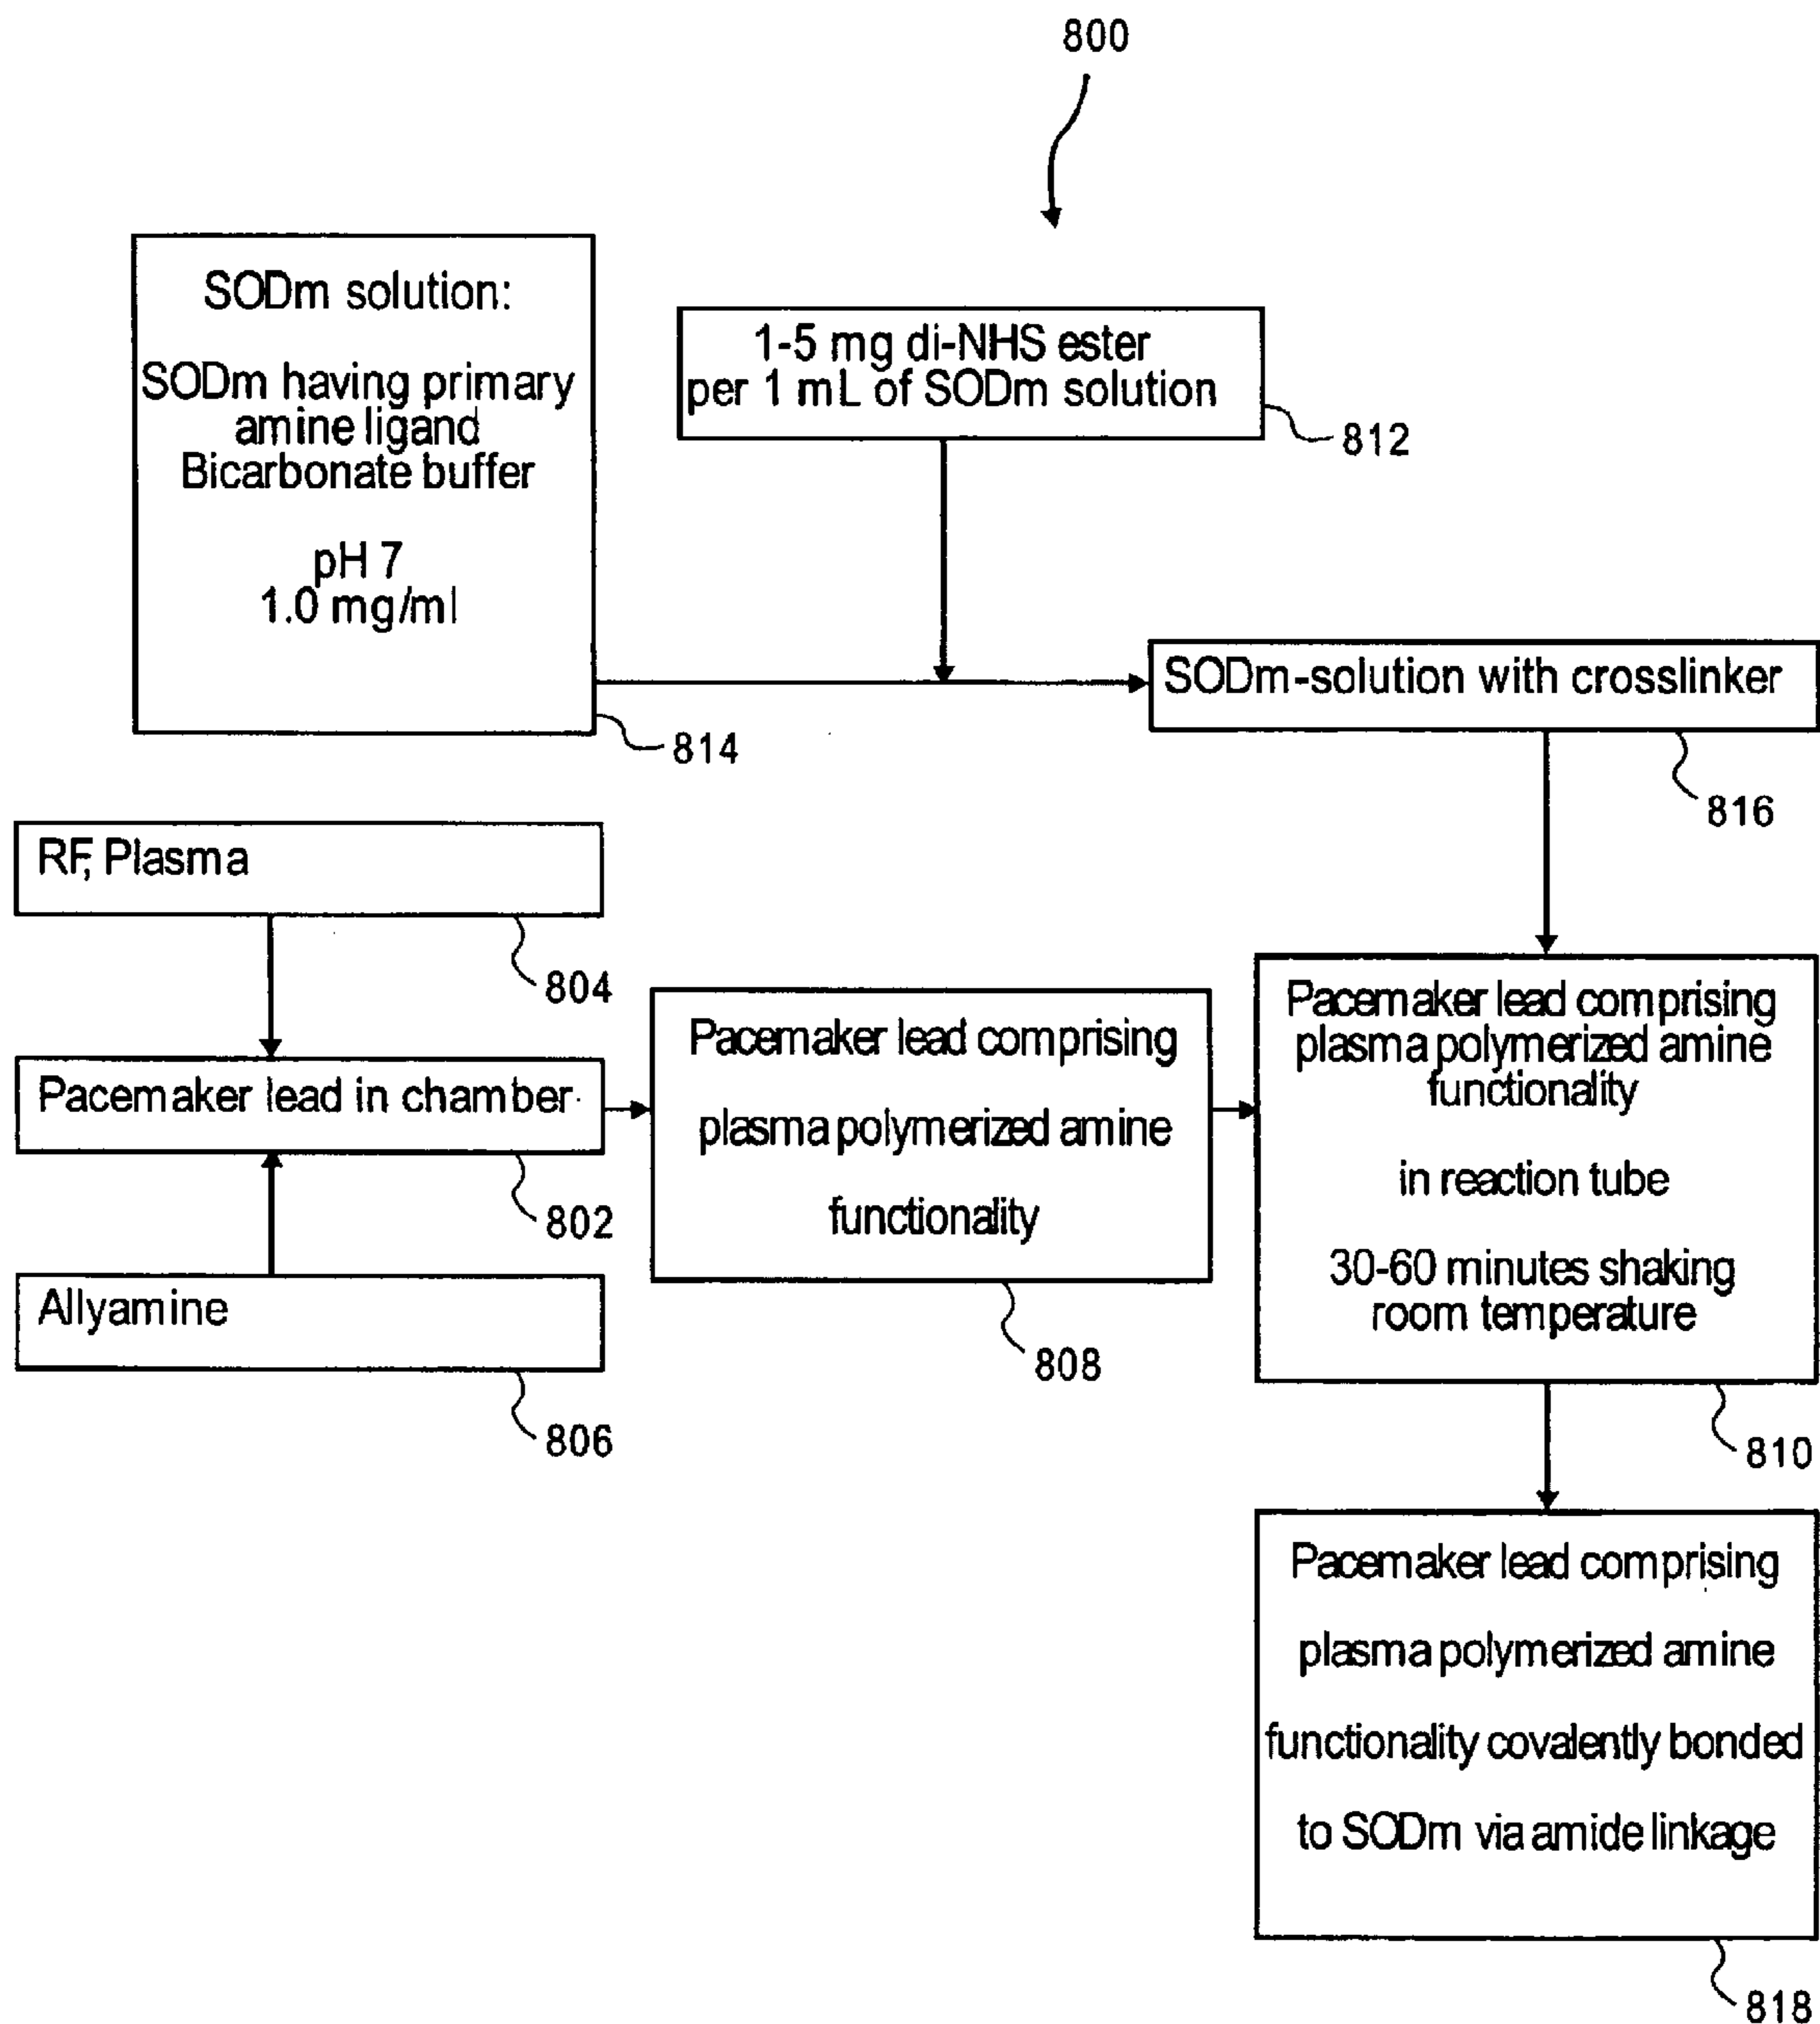 800
SODm solution:
SODm having primary
amine ligand
Bicarbonate buffer
pH 7
1.0 mg/ml
814
1-5 mg di-NHS ester
per 1 mL of SODm solution
812
SODm-solution with crosslinker
816
RF, Plasma
804
Pacemaker lead in chamber
802
Allyamine
806
Pacemaker lead comprising
plasma polymerized amine
functionality
808
Pacemaker lead comprising
plasma polymerized amine
functionality
in reaction tube
30-60 minutes shaking
room temperature
810
Pacemaker lead comprising
plasma polymerized amine
functionality covalently bonded
to SODm via amide linkage
818